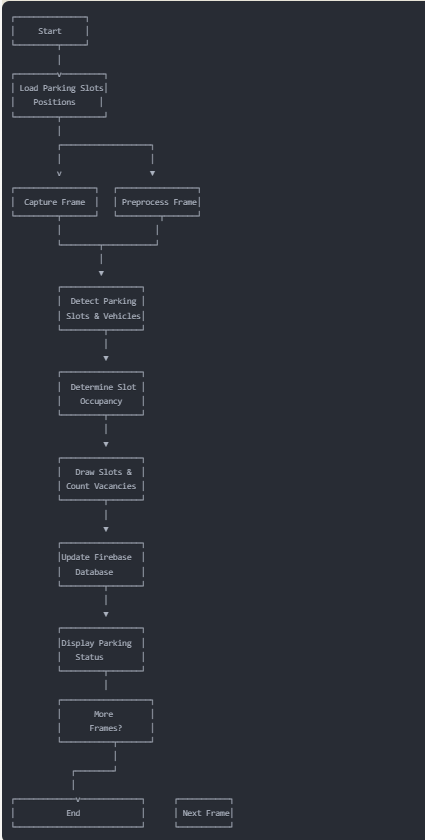 Start
Load Parking Slots
Positions
v
Capture Frame Preprocess Frame
Detect Parking
Slots & Vehicles
Determine Slot
Occupancy
Draw Slots &
Count Vacancies
Update Firebase
Database
Display Parking
Status
More
Frames?
End Next Frame